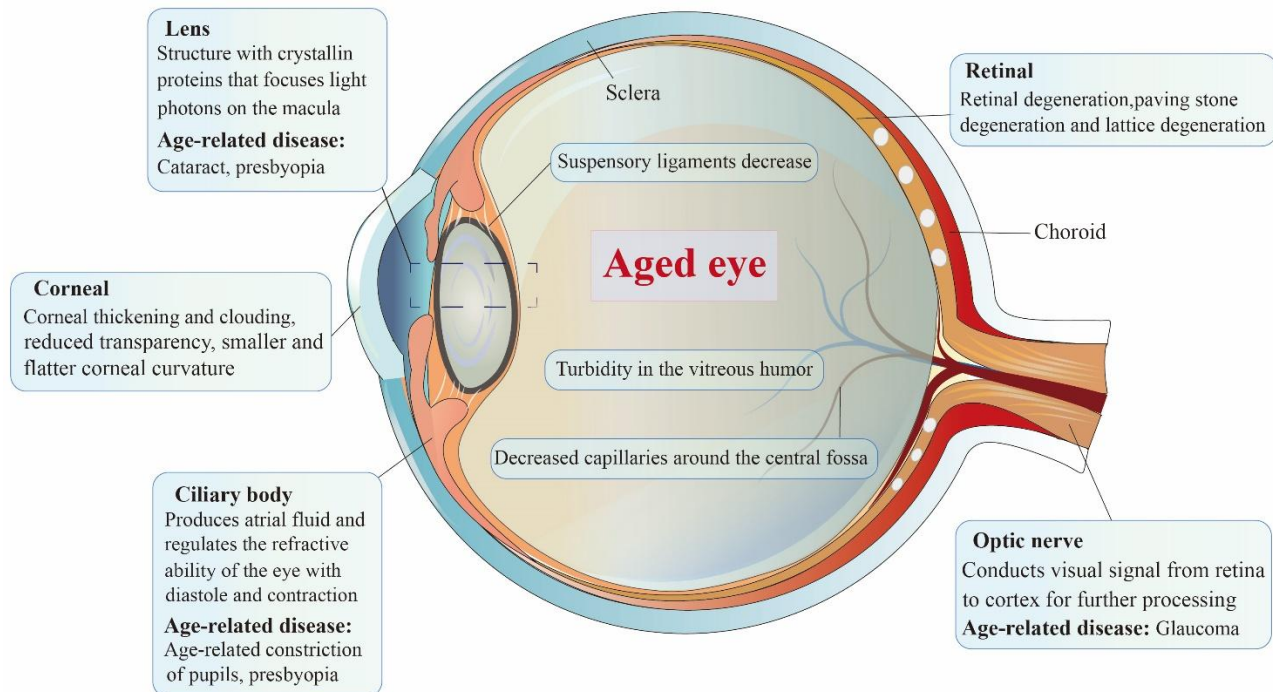 Lens
Structure with crystallin
proteins that focuses light
photons on the macula
Age-related disease:
Cataract, presbyopia
Sclera
Retinal
Retinal degeneration,paving stone
degeneration and lattice degeneration
Suspensory ligaments decrease
Choroid
Aged eye
Corneal
Corneal thickening and clouding,
reduced transparency, smaller and
flatter corneal curvature
Turbidity in the vitreous humor
Decreased capillaries around the central fossa
Ciliary body
Produces atrial fluid and
regulates the refractive
ability of the eye with
diastole and contraction
Age-related disease:
Age-related constriction
of pupils, presbyopia
Optic nerve
Conducts visual signal from retina
to cortex for further processing
Age-related disease: Glaucoma